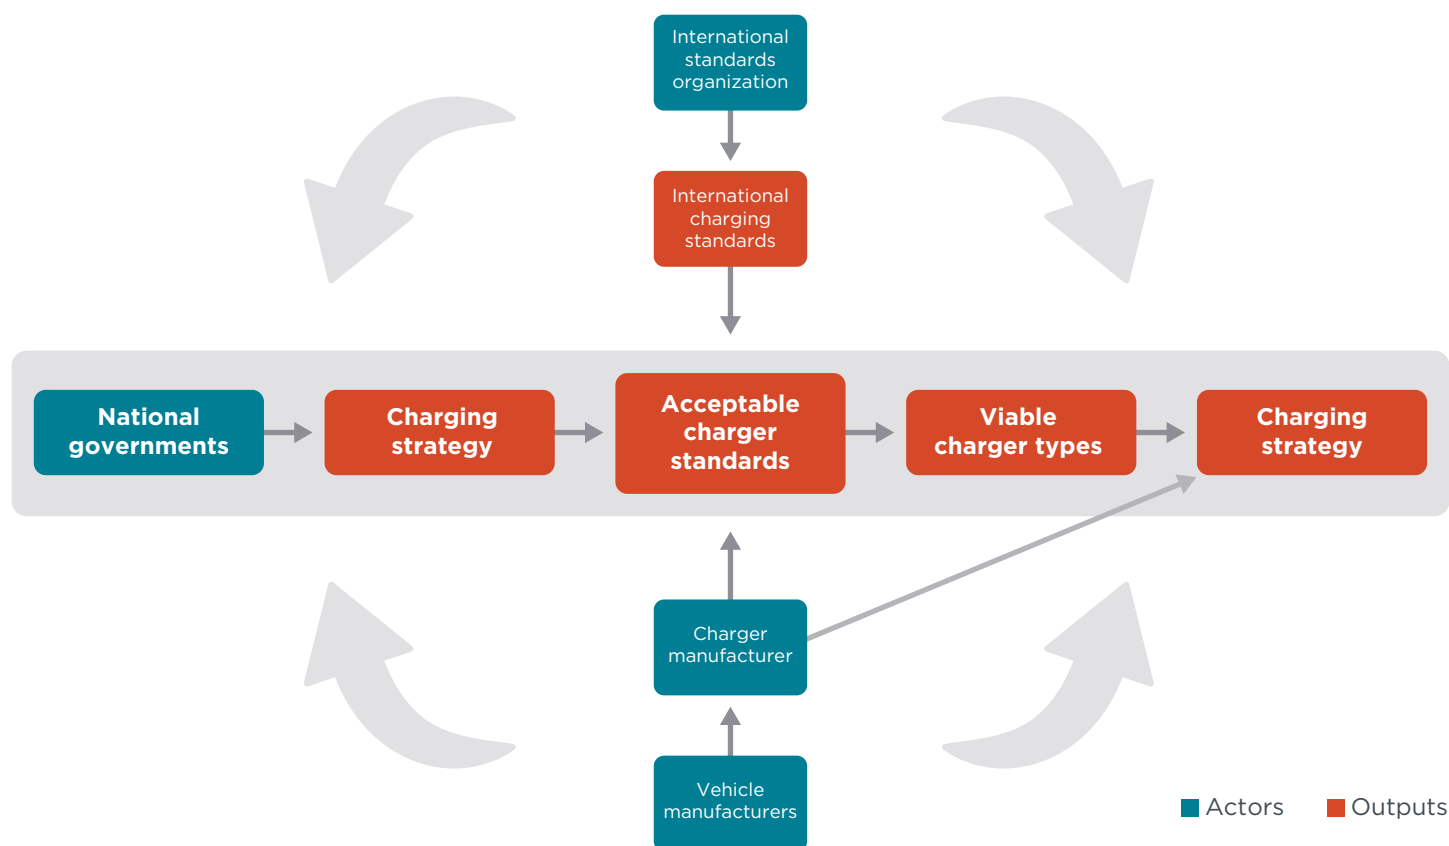 International
standards
organization
International
charging
standards
National
governments
Charging
strategy
Acceptable
charger
standards
Viable
charger types
Charging
strategy
Charger
manufacturer
Vehicle
manufacturers
Actors
Outputs